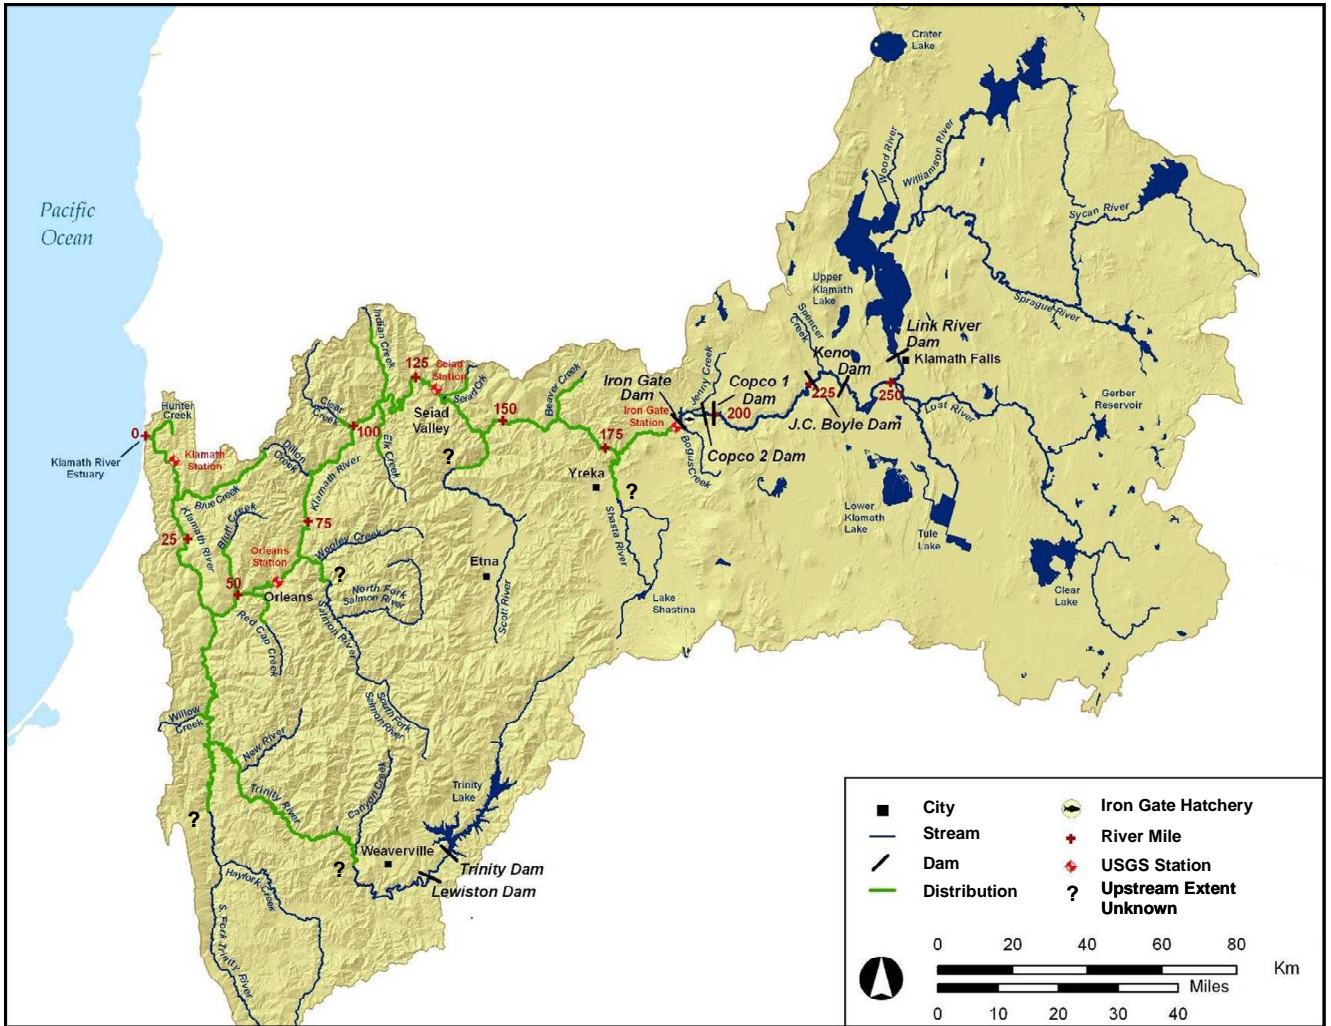 Crater
Lake
Pacific
Ocean
Wood River
Williamson River
Sycan River
Sprague River
Upper
Klamath
Lake
Spencer
Creek
Link River
Dam
Klamath Falls
Keno
Dam
225
250
J.C. Boyle Dam
Lost River
Gerber
Reservoir
Lower
Klamath
Lake
Tule
Lake
Clear
Lake
Indian Creek
125
Seiad
Station
Seiad Crk
Seiad
Valley
Clear
Creek
100
Elk Creek
150
Beaver Creek
175
Iron Gate
Dam
Iron Gate
Station
Jenny Creek
Copco 1
Dam
200
Copco 2 Dam
Bogus Creek
Yreka
?
?
Shasta River
Lake
Shastina
Hunter
Creek
0
Klamath River
Estuary
Klamath
Station
Blue Creek
Dillon
Creek
Klamath River
75
Klamath River
25
Bluff Creek
Orleans
Station
50
Orleans
Wooley Creek
?
North Fork
Salmon River
Salmon River
Etna
Scott River
Red Cap Creek
South Fork
Salmon River
Willow
Creek
New River
Trinity River
Canyon Creek
Trinity
Lake
?
?
Weaverville
Trinity Dam
Lewiston Dam
Hayfork
Creek
S. Fork Trinity River
City
Stream
Dam
Distribution
Iron Gate Hatchery
River Mile
USGS Station
? Upstream Extent
Unknown
0 20 40 60 80
Km
Miles
0 10 20 30 40